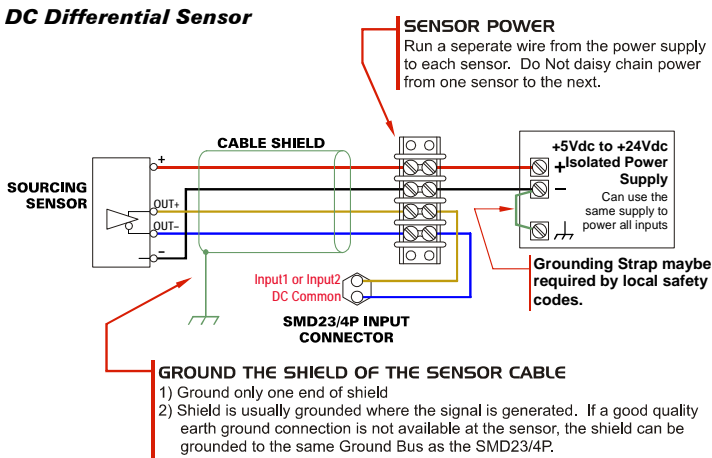 DC Differential Sensor
SENSOR POWER
Run a seperate wire from the power supply
to each sensor. Do Not daisy chain power
from one sensor to the next.
CABLE SHIELD
SOURCING
SENSOR
+
OUT+
OUT–
–
+5Vdc to +24Vdc
Isolated Power
Supply
Can use the
same supply to
power all inputs
+
–
Input1 or Input2
DC Common
SMD23/4P INPUT
CONNECTOR
Grounding Strap maybe
required by local safety
codes.
GROUND THE SHIELD OF THE SENSOR CABLE
1) Ground only one end of shield
2) Shield is usually grounded where the signal is generated. If a good quality
earth ground connection is not available at the sensor, the shield can be
grounded to the same Ground Bus as the SMD23/4P.